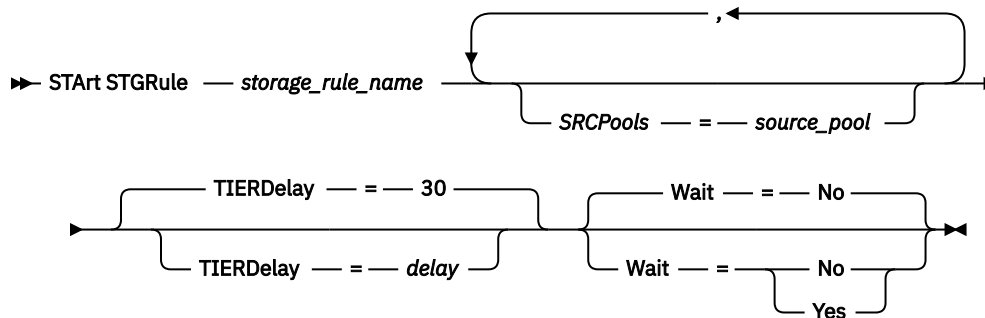 ,
STArt STGRule storage_rule_name
SRCPools = source_pool
TIERDelay = 30 Wait = No
TIERDelay = delay Wait = No
Yes